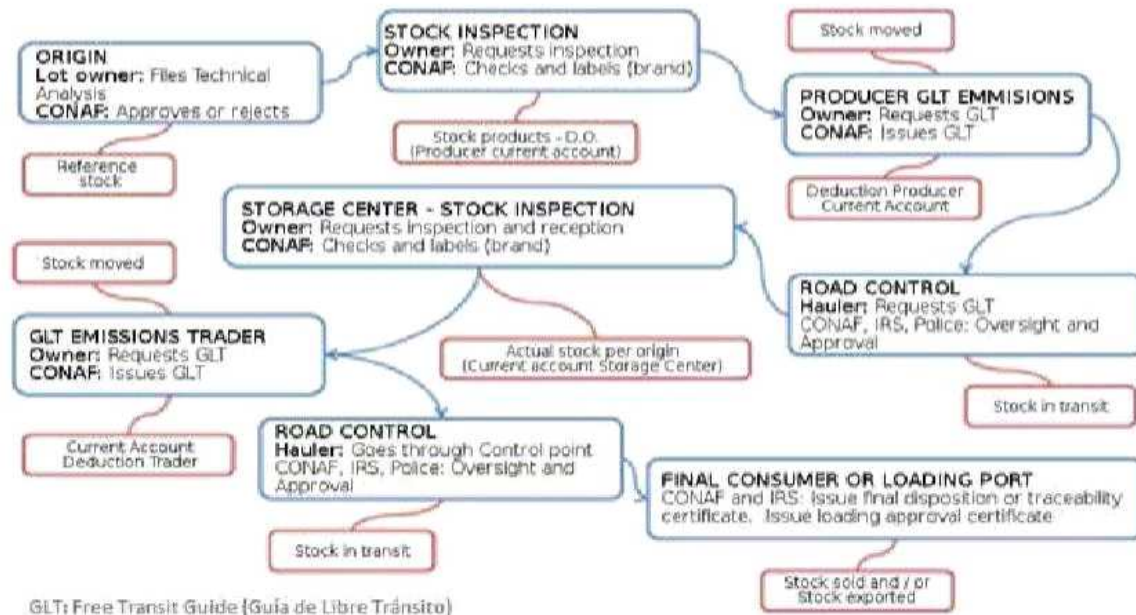 STOCK INSPECTION
Owner: Requests inspection
CONAF: Checks and labels (brand)
Stock moved
ORIGIN
Lot owner: Files Technical
Analysis
CONAF: Approves or rejects
PRODUCER GLT EMMISIONS
Owner: Requests GLT
CONAF: Issues GLT
Stock products - D.O.
(Producer current account)
Reference
stock
Deduction Producer
Current Account
STORAGE CENTER - STOCK INSPECTION
Owner: Requests inspection and reception
CONAF: Checks and labels (brand)
Stock moved
ROAD CONTROL
Hauler: Requests GLT
CONAF, IRS, Police: Oversight and
Approval
GLT EMISSIONS TRADER
Owner: Requests GLT
CONAF: Issues GLT
Actual stock per origin
(Current account Storage Center)
Stock in transit
Current Account
Deduction Trader
ROAD CONTROL
Hauler: Goes through Control point
CONAF, IRS, Police: Oversight and
Approval
FINAL CONSUMER OR LOADING PORT
CONAF and IRS: Issue final disposition or traceability
certificate. Issue loading approval certificate
Stock in transit
Stock sold and / or
Stock exported
GLT: Free Transit Guide (Guía de Libre Tránsito)